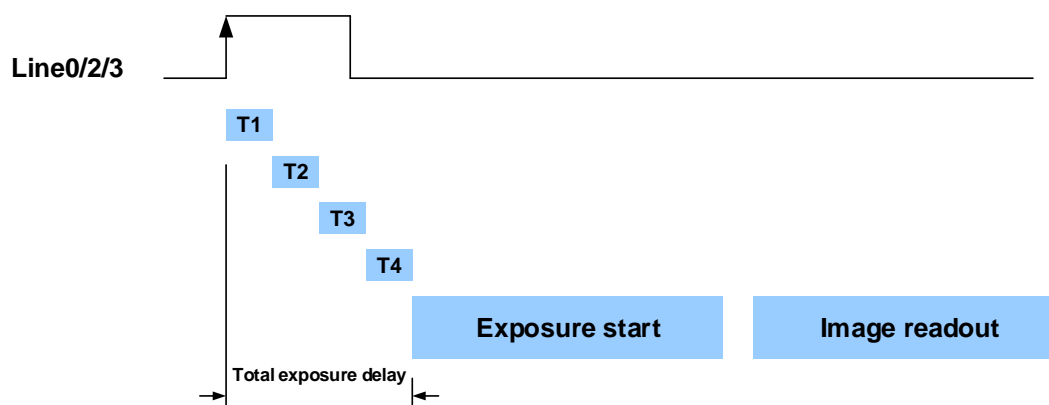 Line0/2/3
T1
T2
T3
T4
Exposure start
Image readout
Total exposure delay